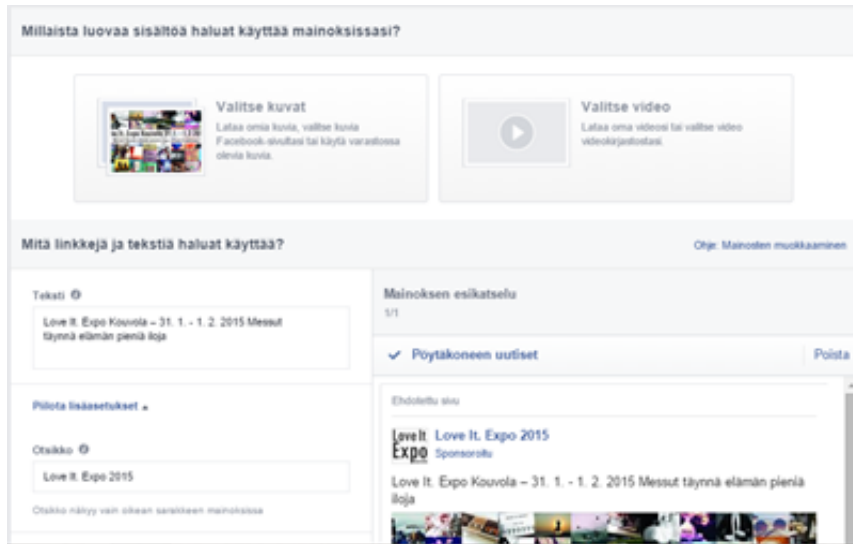 Millaista luovaa sisältöä haluat käyttää mainoksissasi?
Valitse kuvat
Lataa omia kuvia, valitse kuvia
Facebook-sivultasi tai käytä varastossa
olevia kuvia.
Valitse video
Lataa oma videosi tai valitse video
videokirjastostasi
Mitä linkkejä ja tekstiä haluat käyttää?
Ohje: Mainosten muokkaaminen
Teksti
Love It. Expo Kouvola – 31. 1. - 1. 2. 2015 Messut
täynnä elämän pieniä iloja
Piilota lisäasetukset
Otsikko
Love It. Expo 2015
Otsikko näkyy vain oikean sarakkeen mainoksissa
Mainoksen esikatselu
1/1
Pöytäkoneen uutiset
Poista
Ehdotettu sivu
Love It
Expo
Love It. Expo 2015
Sponsoroitu
Love It. Expo Kouvola – 31. 1. - 1. 2. 2015 Messut täynnä elämän pieniä
iloja